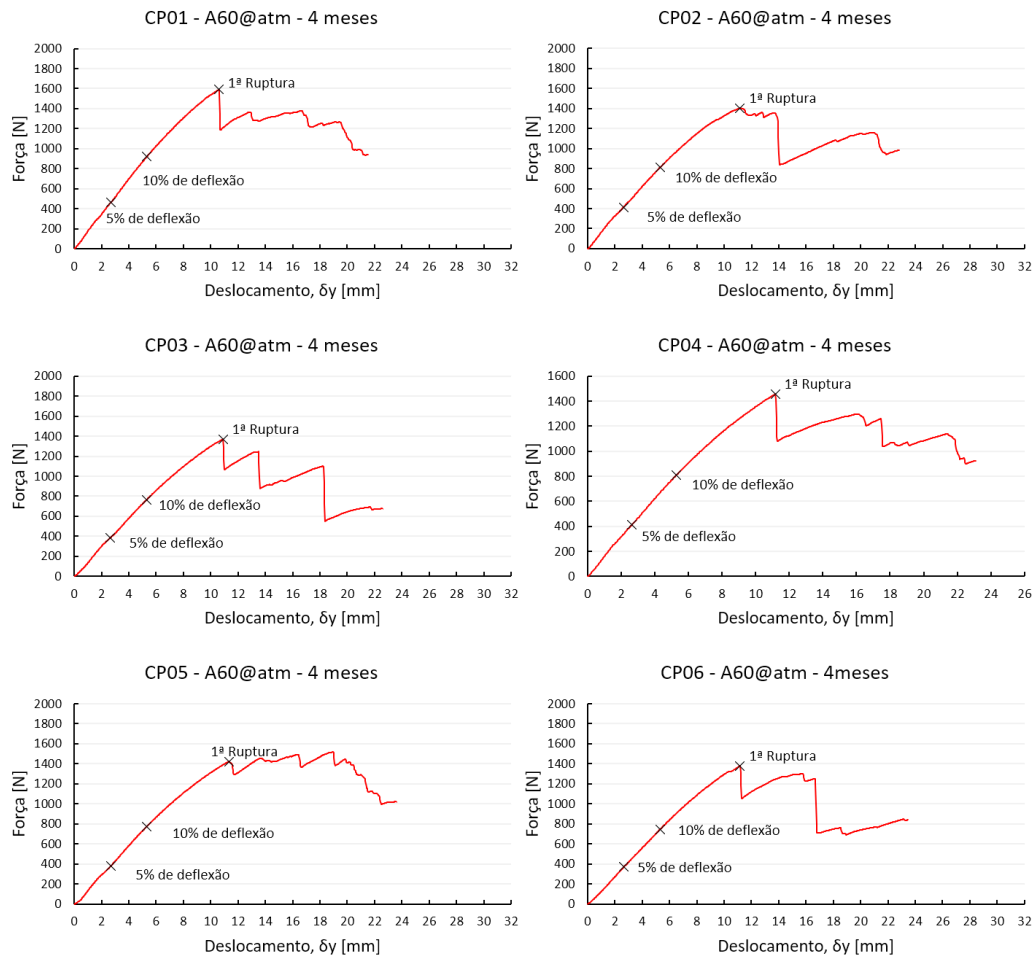 CP01 - A60@atm - 4 meses
Força [N]
2000
1800
1600
1400
1200
1000
800
600
400
200
0
1ª Ruptura
10% de deflexão
5% de deflexão
0 2 4 6 8 10 12 14 16 18 20 22 24 26 28 30 32
Deslocamento, δy [mm]
CP02 - A60@atm - 4 meses
Força [N]
2000
1800
1600
1400
1200
1000
800
600
400
200
0
1ª Ruptura
10% de deflexão
5% de deflexão
0 2 4 6 8 10 12 14 16 18 20 22 24 26 28 30 32
Deslocamento, δy [mm]
CP03 - A60@atm - 4 meses
Força [N]
2000
1800
1600
1400
1200
1000
800
600
400
200
0
1ª Ruptura
10% de deflexão
5% de deflexão
0 2 4 6 8 10 12 14 16 18 20 22 24 26 28 30 32
Deslocamento, δy [mm]
CP04 - A60@atm - 4 meses
Força [N]
1600
1400
1200
1000
800
600
400
200
0
1ª Ruptura
10% de deflexão
5% de deflexão
0 2 4 6 8 10 12 14 16 18 20 22 24 26
Deslocamento, δy [mm]
CP05 - A60@atm - 4 meses
Força [N]
2000
1800
1600
1400
1200
1000
800
600
400
200
0
1ª Ruptura
10% de deflexão
5% de deflexão
0 2 4 6 8 10 12 14 16 18 20 22 24 26 28 30 32
Deslocamento, δy [mm]
CP06 - A60@atm - 4meses
Força [N]
2000
1800
1600
1400
1200
1000
800
600
400
200
0
1ª Ruptura
10% de deflexão
5% de deflexão
0 2 4 6 8 10 12 14 16 18 20 22 24 26 28 30 32
Deslocamento, δy [mm]